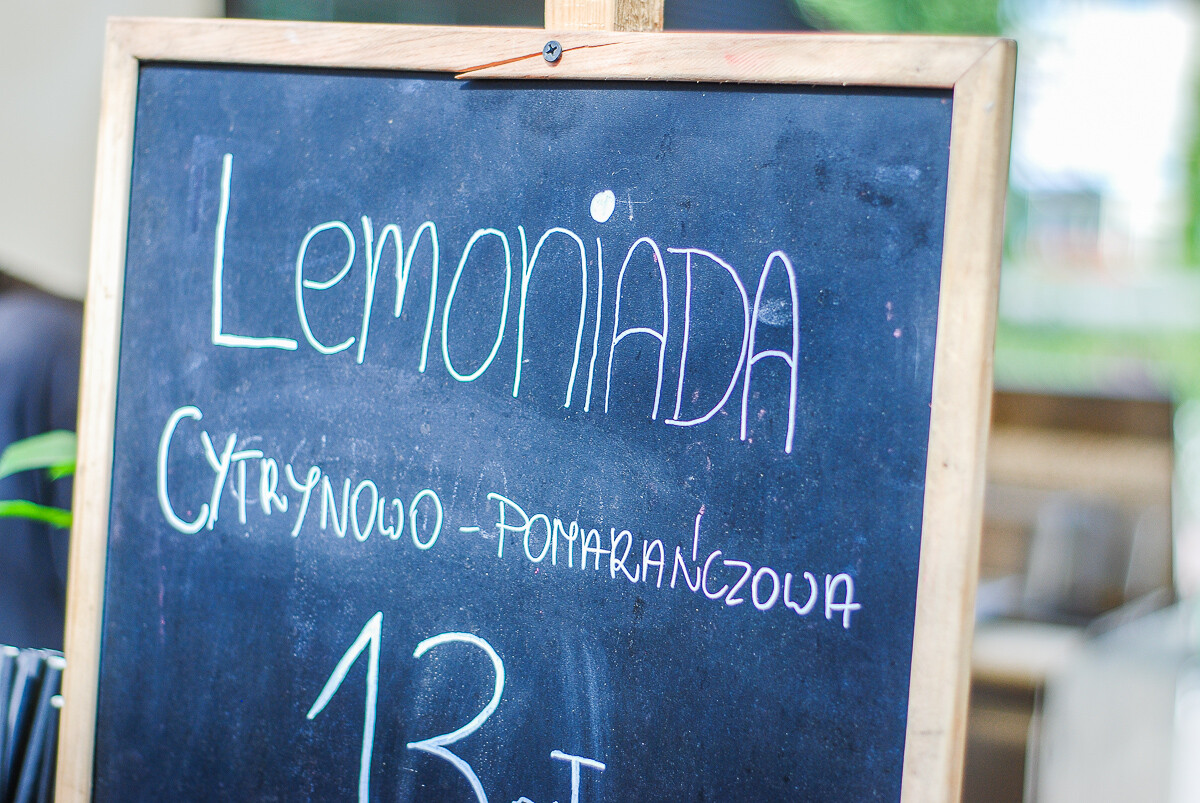 Lemoniada
Cytrynowo - Pomarańczowa
13